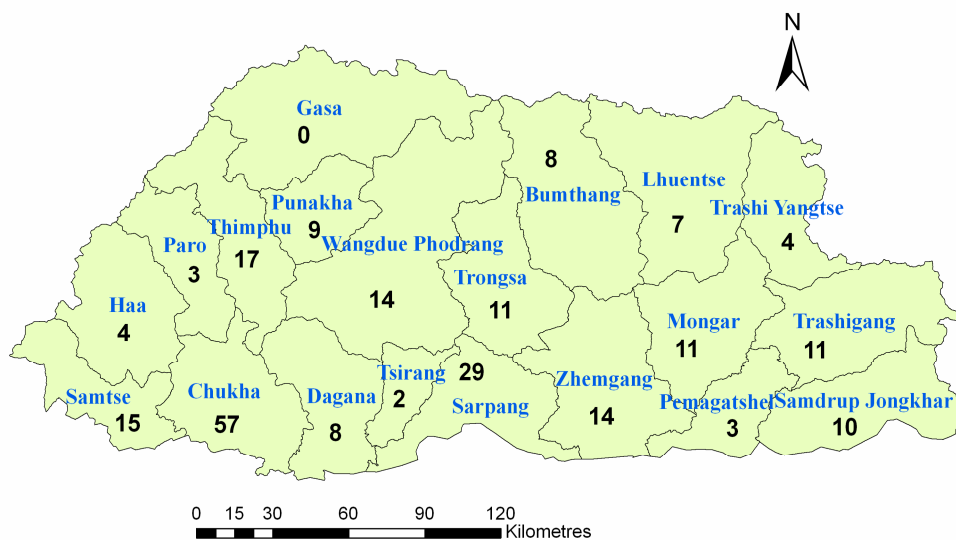 N
Gasa
0
8
Bumthang
Lhuentse
7
Trashi Yangtse
4
Punakha
9
Thimphu
17
Paro
3
Wangdue Phodrang
14
Trongsa
11
Haa
4
Mongar
11
Trashigang
11
Samtse
15
Chukha
57
Dagana
8
Tsirang
2
29
Sarpang
Zhemgang
14
Pemagatshel
3
Samdrup Jongkhar
10
0 15 30 60 90 120
Kilometres